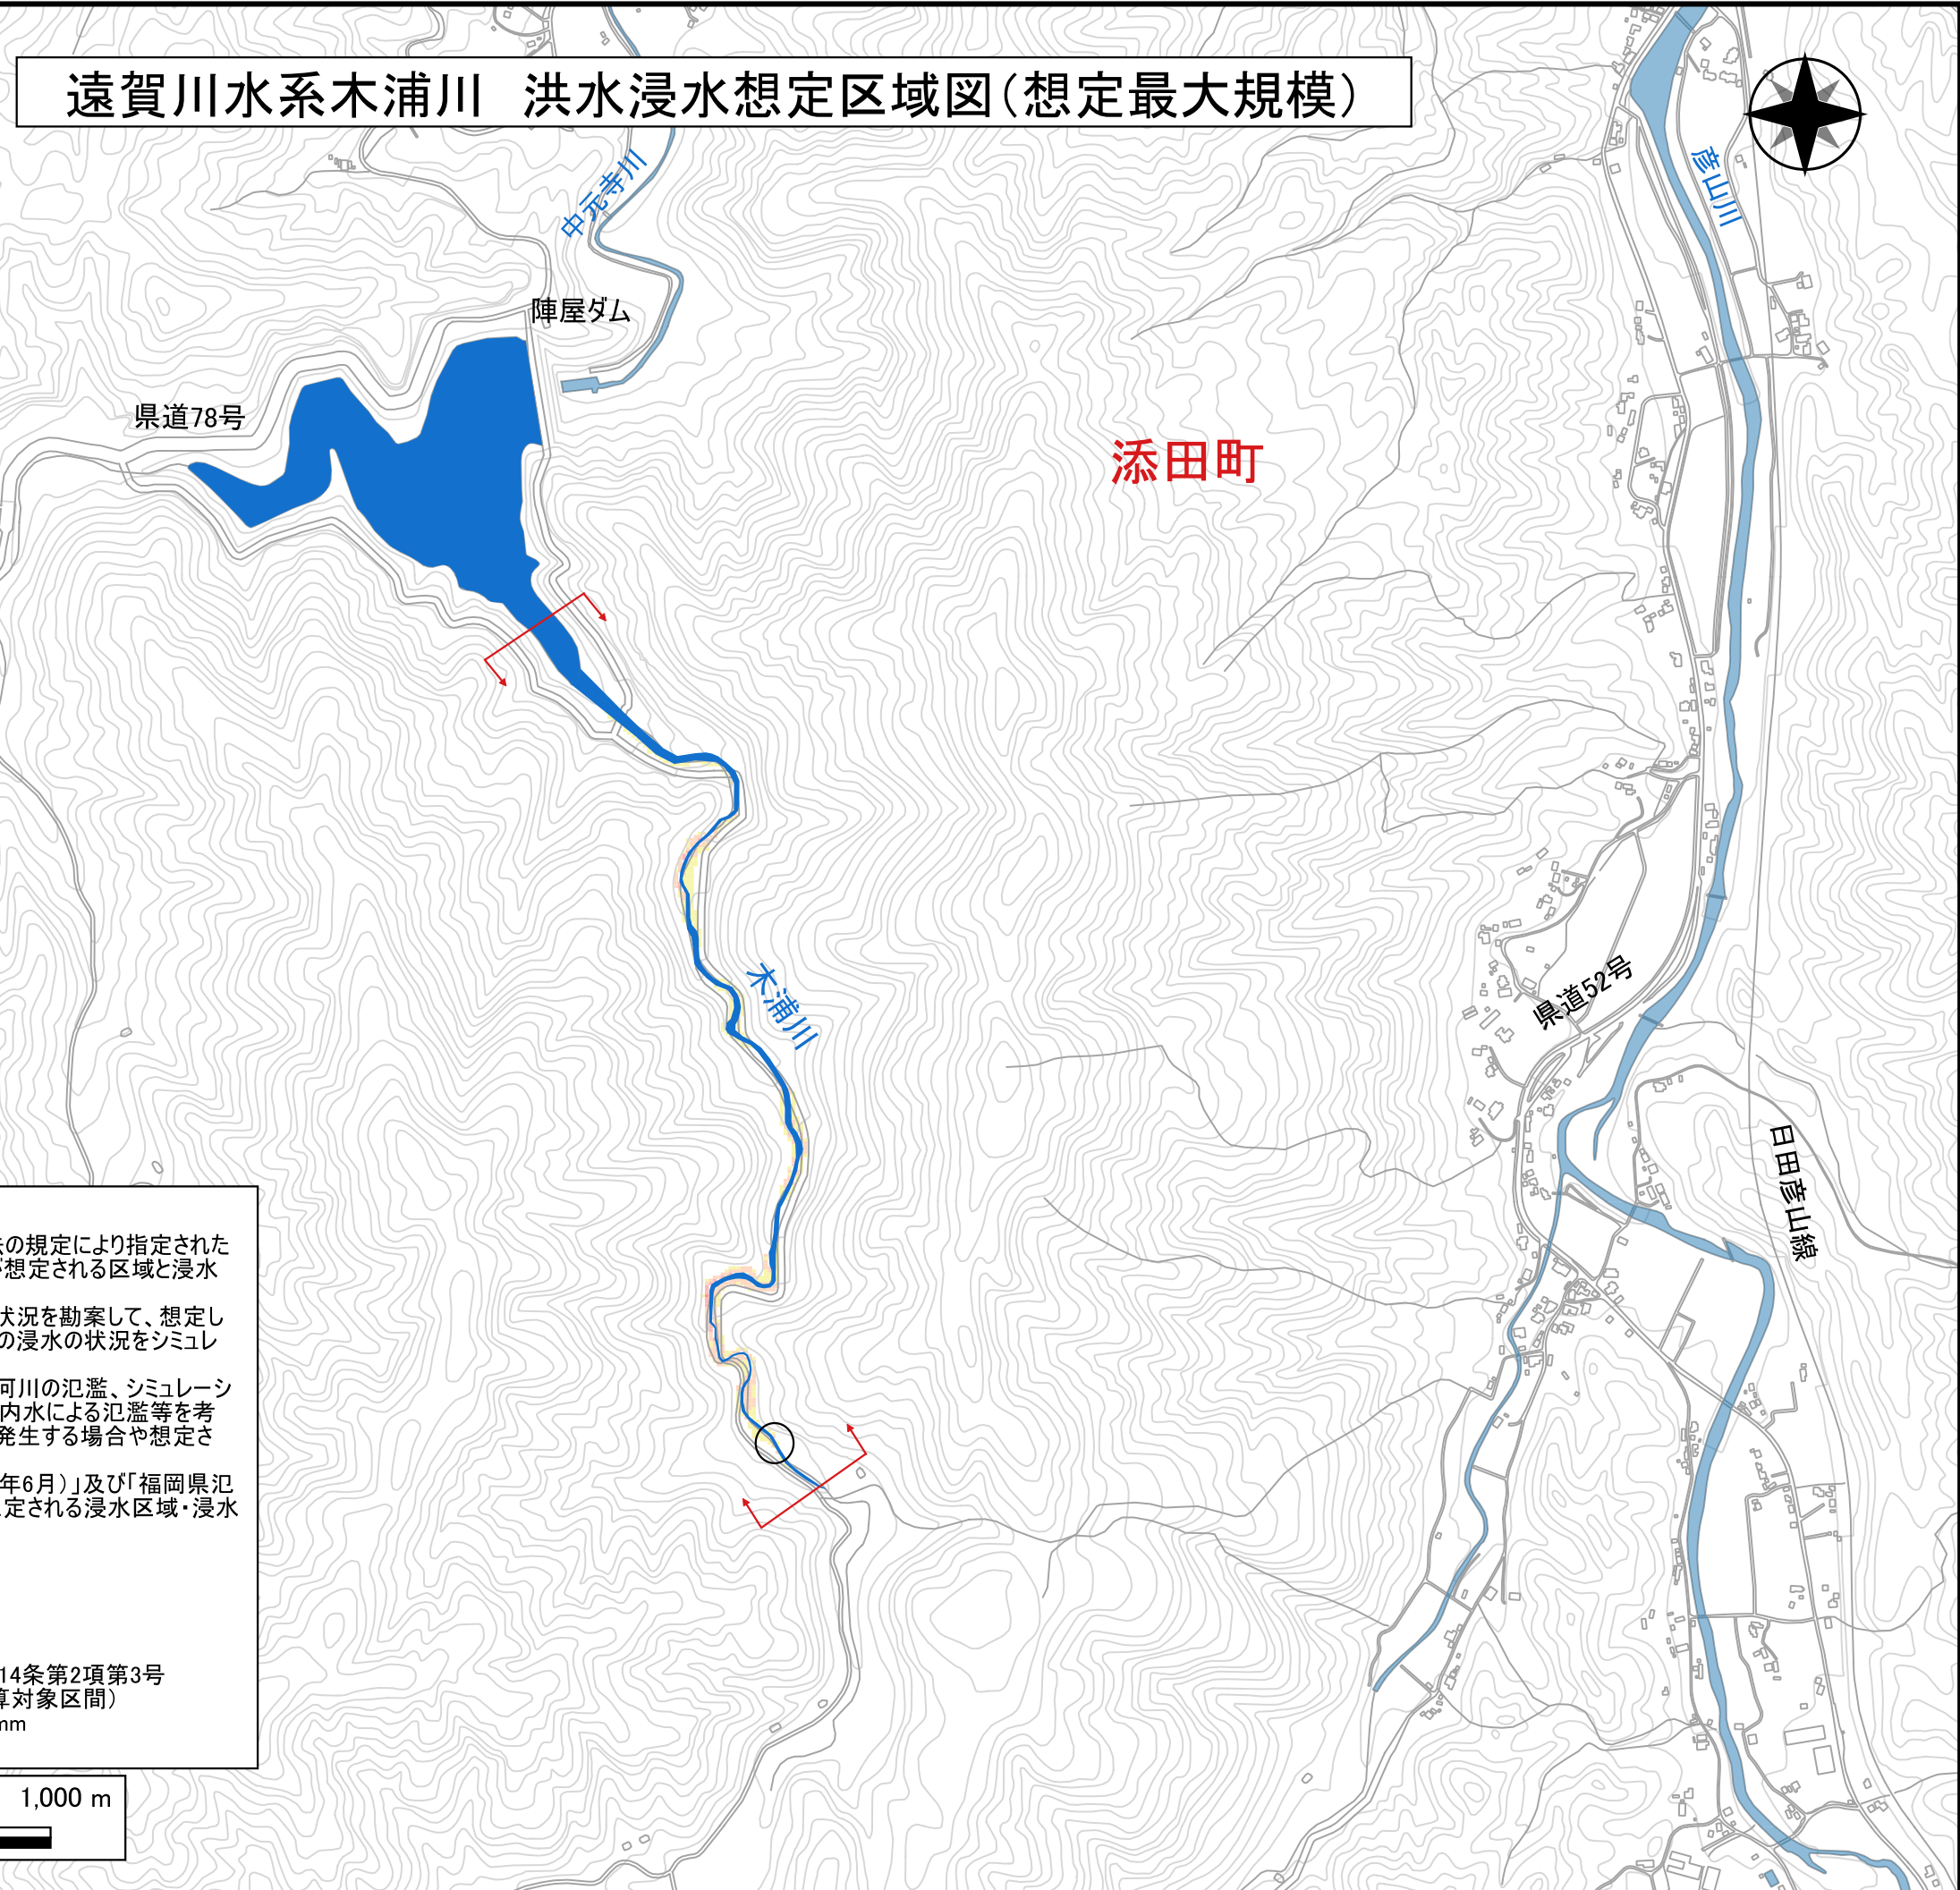 遠賀川水系木浦川　洪水浸水想定区域図(想定最大規模)
中元寺川
彦山川
陣屋ダム
県道78号
添田町
木浦川
県道52号
日田彦山線
の規定により指定された
想定される区域と浸水
状況を勘案して、想定し
の浸水の状況をシミュレ
可川の氾濫、シミュレーシ
内水による氾濫等を考
発生する場合や想定さ
年6月)」及び「福岡県氾
定される浸水区域・浸水
14条第2項第3号
算対象区間)
mm
1,000 m